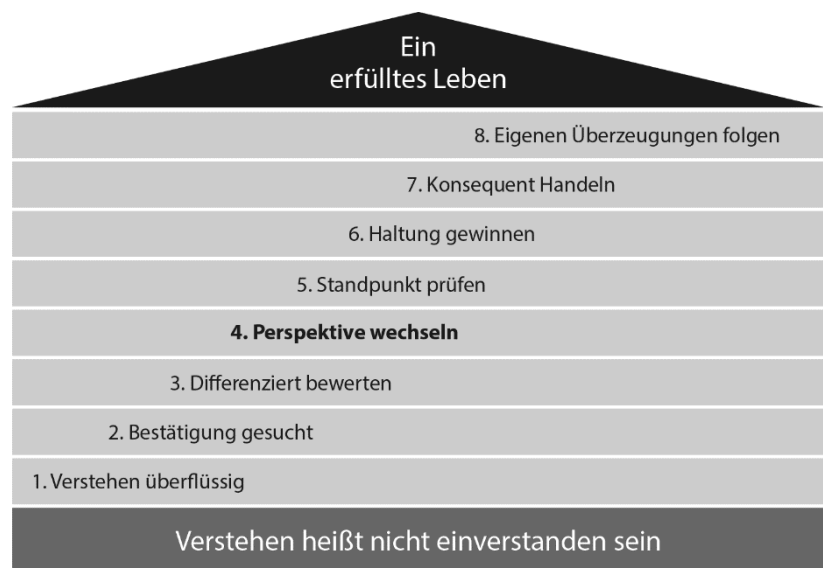 Ein
erfülltes Leben
8. Eigenen Überzeugungen folgen
7. Konsequent Handeln
6. Haltung gewinnen
5. Standpunkt prüfen
4. Perspektive wechseln
3. Differenziert bewerten
2. Bestätigung gesucht
1. Verstehen überflüssig
Verstehen heißt nicht einverstanden sein